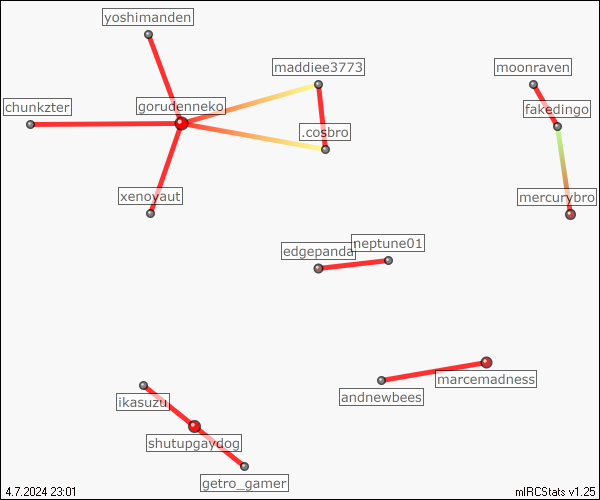 yoshimanden
maddiee3773
moonraven
chunkzter
gorudenneko
fakedingo
.cosbro
xenoyaut
mercurybro
edgepanda
neptune01
marcemadness
andnewbees
ikasuzu
shutupgaydog
getro_gamer
4.7.2024 23:01
mIRCStats v1.25